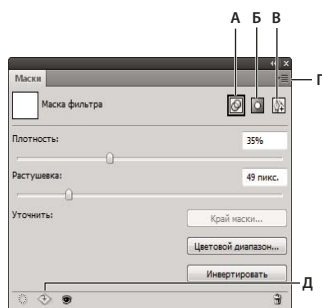 А Б В
Маски
Г
Маска фильтра
Плотность: 35%
Растушевка: 49 пикс.
Уточнить: Край маски...
Цветовой диапазон...
Инвертировать
Д